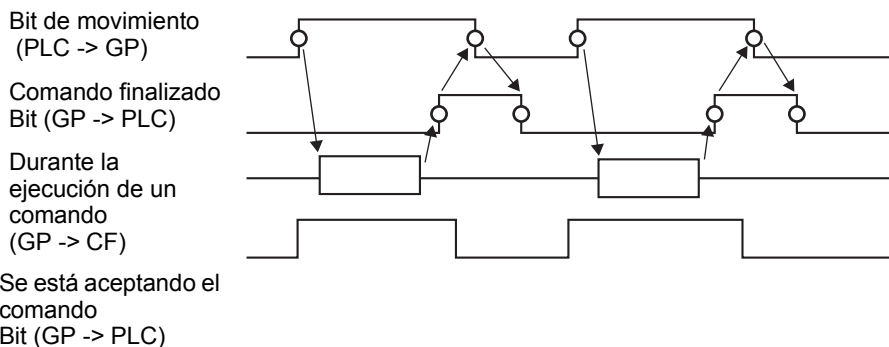 Bit de movimiento
(PLC -> GP)
Comando finalizado
Bit (GP -> PLC)
Durante la
ejecución de un
comando
(GP -> CF)
Se está aceptando el
comando
Bit (GP -> PLC)